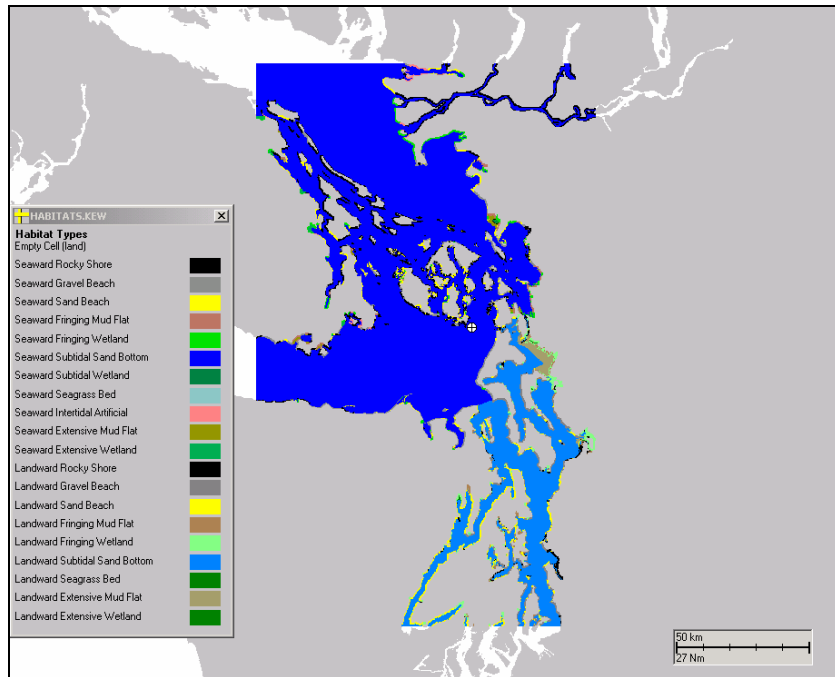 HABITATS.KEW
Habitat Types
Empty Cell (land)
Seaward Rocky Shore
Seaward Gravel Beach
Seaward Sand Beach
Seaward Fringing Mud Flat
Seaward Fringing Wetland
Seaward Subtidal Sand Bottom
Seaward Subtidal Wetland
Seaward Seagrass Bed
Seaward Intertidal Artificial
Seaward Extensive Mud Flat
Seaward Extensive Wetland
Landward Rocky Shore
Landward Gravel Beach
Landward Sand Beach
Landward Fringing Mud Flat
Landward Fringing Wetland
Landward Subtidal Sand Bottom
Landward Seagrass Bed
Landward Extensive Mud Flat
Landward Extensive Wetland
50 km
27 Nm